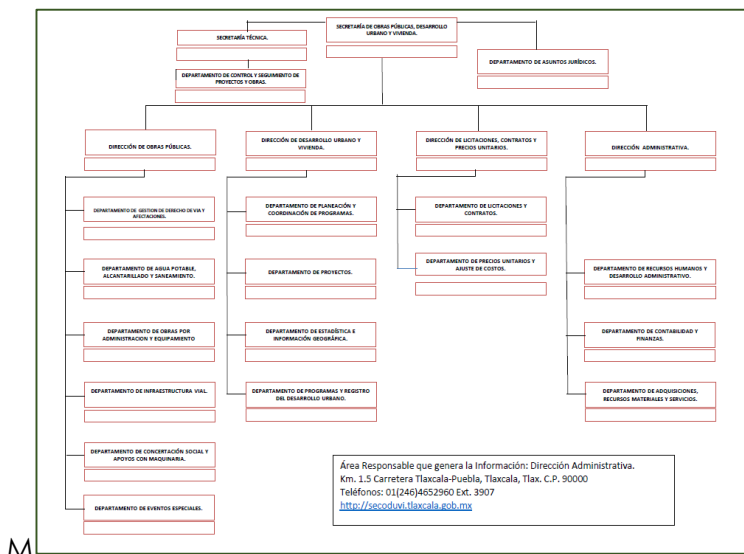 SECRETARÍA DE OBRAS PÚBLICAS, DESARROLLO
URBANO Y VIVIENDA.
SECRETARÍA TÉCNICA.
DEPARTAMENTO DE ASUNTOS JURÍDICOS.
DEPARTAMENTO DE CONTROL Y SEGUIMIENTO DE
PROYECTOS Y OBRAS.
DIRECCIÓN DE OBRAS PÚBLICAS.
DEPARTAMENTO DE GESTION DE DEBECHO DE VIA Y
AFECTACIONES.
DEPARTAMENTO DE AGUA POTABLE,
ALCANTARILLADO Y SANEAMIENTO.
DEPARTAMENTO DE OBRAS POR
ADMINISTRACION Y EQUIPAMIENTO
DEPARTAMENTO DE INFRAESTRUCTURA VIAL.
DEPARTAMENTO DE CONCERTACIÓN SOCIAL Y
APOYOS CON MAQUINARIA.
DEPARTAMENTO DE EVENTOS ESPECIALES.
DIRECCIÓN DE DESARROLLO URBANO Y
VIVIENDA.
DEPARTAMENTO DE PLANEACIÓN Y
COORDINACIÓN DE PROGRAMAS.
DEPARTAMENTO DE PROYECTOS.
DEPARTAMENTO DE ESTADÍSTICA E
INFORMACIÓN GEOGRÁFICA.
DEPARTAMENTO DE PROGRAMAS Y REGISTRO
DEL DESARROLLO URBANO.
DIRECCIÓN DE LICITACIONES, CONTRATOS Y
PRECIOS UNITARIOS.
DEPARTAMENTO DE LICITACIONES Y
CONTRATOS.
DEPARTAMENTO DE PRECIOS UNITARIOS Y
AJUSTE DE COSTOS.
DIRECCIÓN ADMINISTRATIVA.
DEPARTAMENTO DE RECURSOS HUMANOS Y
DESARROLLO ADMINISTRATIVO.
DEPARTAMENTO DE CONTABILIDAD Y
FINANZAS.
DEPARTAMENTO DE ADQUISICIONES,
RECURSOS MATERIALES Y SERVICIOS.
Área Responsable que genera la Información: Dirección Administrativa.
Km. 1.5 Carretera Tlaxcala-Puebla, Tlaxcala, Tlax. C.P. 90000
Teléfonos: 01(246)4652960 Ext. 3907
http://secoduvi.tlaxcala.gob.mx
M